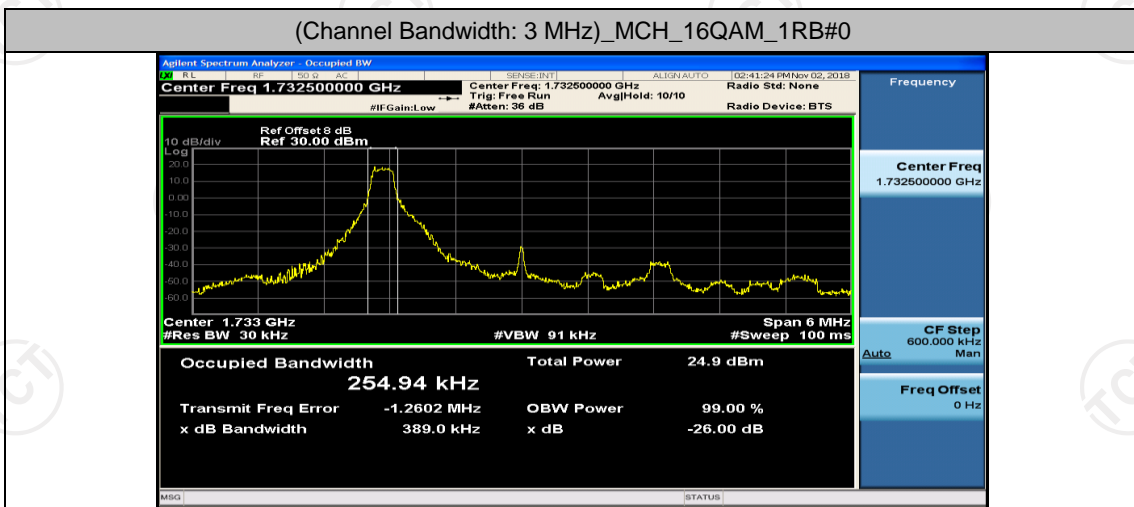 (Channel Bandwidth: 3 MHz)_MCH_16QAM_1RB#0
Agilent Spectrum Analyzer - Occupied BW
LXI RL RF 50 Ω AC SENSE:INT ALIGN AUTO 02:41:24 PM Nov 02, 2018
Center Freq 1.732500000 GHz
Center Freq: 1.732500000 GHz
Radio Std: None
Trig: Free Run Avg|Hold: 10/10
#IFGain:Low #Atten: 36 dB Radio Device: BTS
Frequency
Ref Offset 8 dB
10 dB/div Ref 30.00 dBm
Log
20.0
10.0
0.00
-10.0
-20.0
-30.0
-40.0
-50.0
-60.0
Center Freq
1.732500000 GHz
Center 1.733 GHz Span 6 MHz
#Res BW 30 kHz #VBW 91 kHz #Sweep 100 ms
CF Step
600.000 kHz
Auto Man
Occupied Bandwidth Total Power 24.9 dBm
254.94 kHz
Freq Offset
0 Hz
Transmit Freq Error -1.2602 MHz OBW Power 99.00 %
x dB Bandwidth 389.0 kHz x dB -26.00 dB
MSG STATUS
TCT
TCT